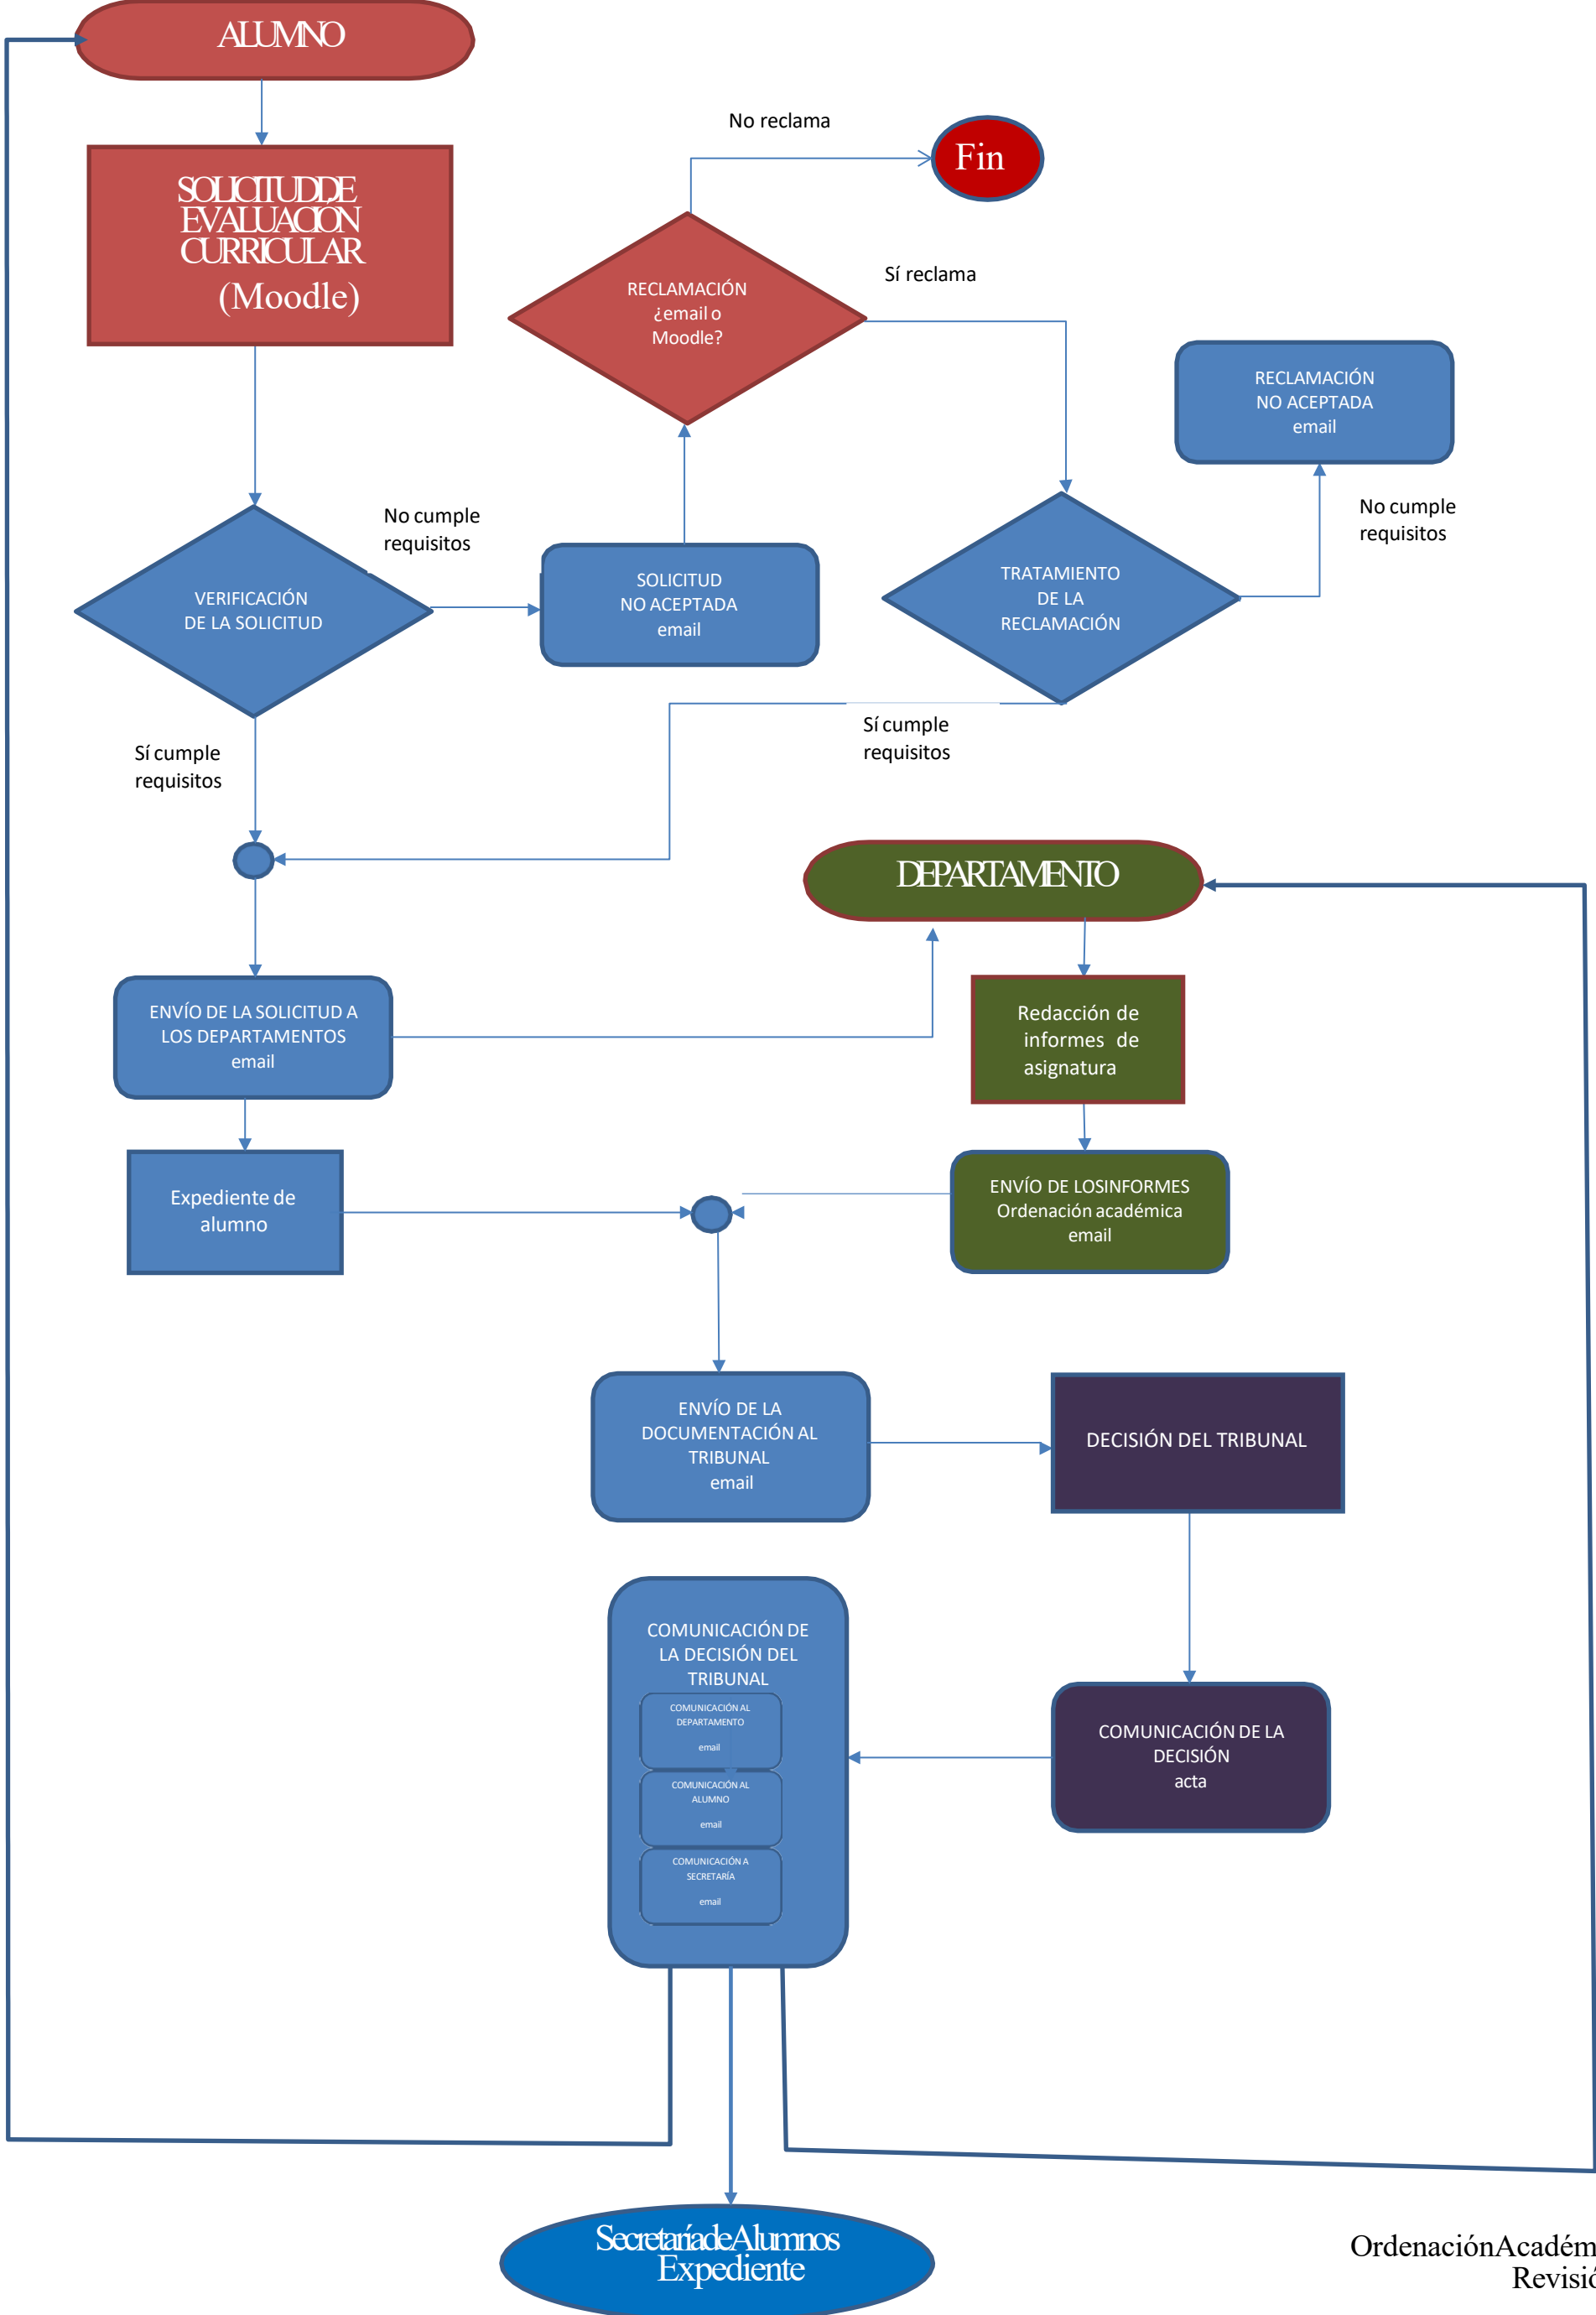 ALUMNO
No reclama
Fin
SOLICITUD DE
EVALUACIÓN
CURRICULAR
(Moodle)
Sí reclama
RECLAMACIÓN
¿email o
Moodle?
RECLAMACIÓN
NO ACEPTADA
email
No cumple
requisitos
No cumple
requisitos
VERIFICACIÓN
DE LA SOLICITUD
SOLICITUD
NO ACEPTADA
email
TRATAMIENTO
DE LA
RECLAMACIÓN
Sí cumple
requisitos
Sí cumple
requisitos
DEPARTAMENTO
ENVÍO DE LA SOLICITUD A
LOS DEPARTAMENTOS
email
Redacción de
informes de
asignatura
Expediente de
alumno
ENVÍO DE LOSINFORMES
Ordenación académica
email
ENVÍO DE LA
DOCUMENTACIÓN AL
TRIBUNAL
email
DECISIÓN DEL TRIBUNAL
COMUNICACIÓN DE
LA DECISIÓN DEL
TRIBUNAL
COMUNICACIÓN AL
DEPARTAMENTO
email
COMUNICACIÓN AL
ALUMNO
email
COMUNICACIÓN A
SECRETARÍA
email
COMUNICACIÓN DE LA
DECISIÓN
acta
SecretaríadeAlumnos
Expediente
OrdenaciónAcadém
Revisió